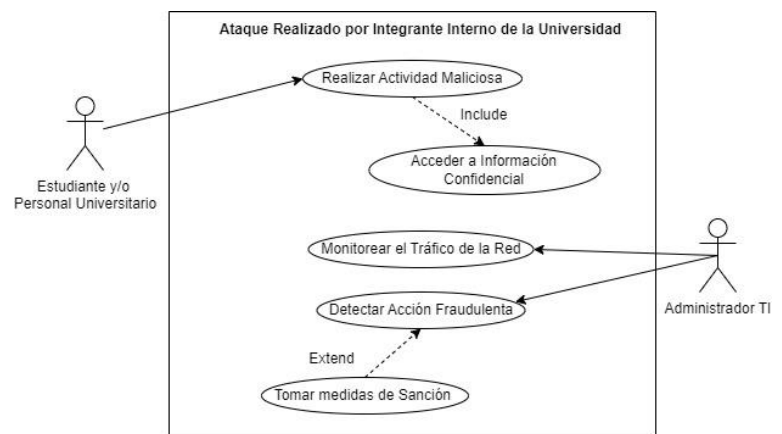 Ataque Realizado por Integrante Interno de la Universidad
Realizar Actividad Maliciosa
Include
Acceder a Información
Confidencial
Estudiante y/o
Personal Universitario
Monitorear el Tráfico de la Red
Detectar Acción Fraudulenta
Administrador TI
Extend
Tomar medidas de Sanción